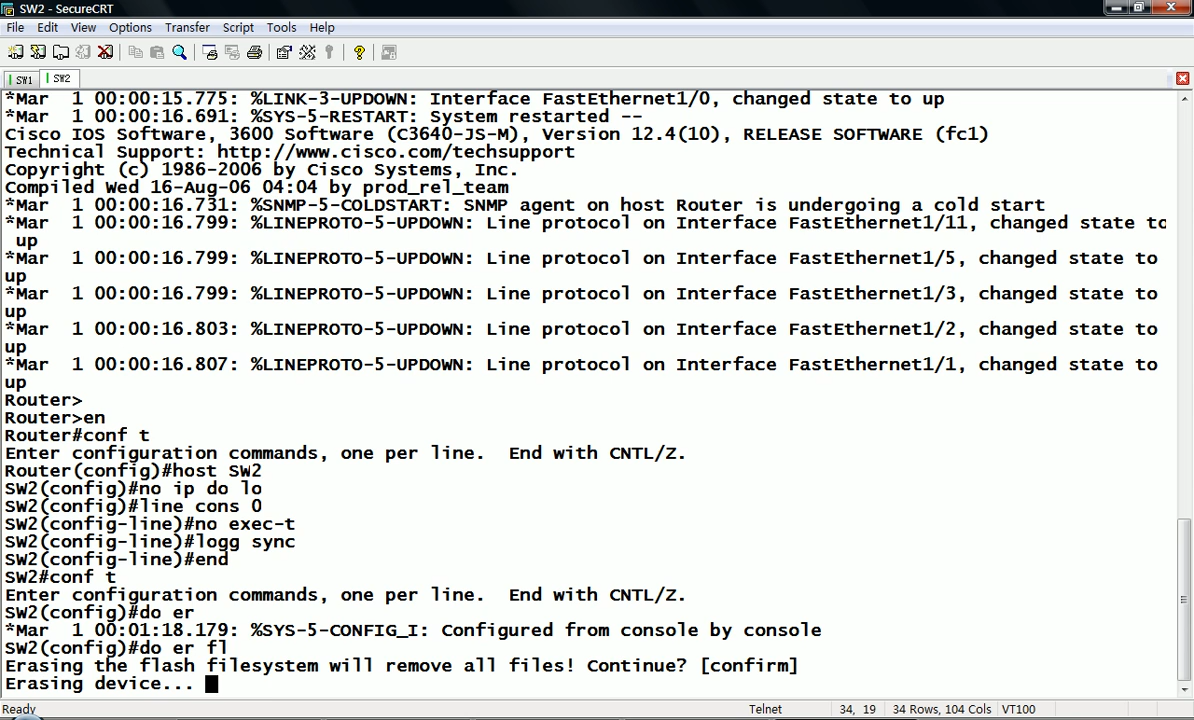 SW2 - SecureCRT
File Edit View Options Transfer Script Tools Help
SW1 SW2
*Mar  1 00:00:15.775: %LINK-3-UPDOWN: Interface FastEthernet1/0, changed state to up
*Mar  1 00:00:16.691: %SYS-5-RESTART: System restarted --
Cisco IOS Software, 3600 Software (C3640-JS-M), Version 12.4(10), RELEASE SOFTWARE (fc1)
Technical Support: http://www.cisco.com/techsupport
Copyright (c) 1986-2006 by Cisco Systems, Inc.
Compiled Wed 16-Aug-06 04:04 by prod_rel_team
*Mar  1 00:00:16.731: %SNMP-5-COLDSTART: SNMP agent on host Router is undergoing a cold start
*Mar  1 00:00:16.799: %LINEPROTO-5-UPDOWN: Line protocol on Interface FastEthernet1/11, changed state to
up
*Mar  1 00:00:16.799: %LINEPROTO-5-UPDOWN: Line protocol on Interface FastEthernet1/5, changed state to
up
*Mar  1 00:00:16.799: %LINEPROTO-5-UPDOWN: Line protocol on Interface FastEthernet1/3, changed state to
up
*Mar  1 00:00:16.803: %LINEPROTO-5-UPDOWN: Line protocol on Interface FastEthernet1/2, changed state to
up
*Mar  1 00:00:16.807: %LINEPROTO-5-UPDOWN: Line protocol on Interface FastEthernet1/1, changed state to
up
Router>
Router>en
Router#conf t
Enter configuration commands, one per line.  End with CNTL/Z.
Router(config)#host SW2
SW2(config)#no ip do lo
SW2(config)#line cons 0
SW2(config-line)#no exec-t
SW2(config-line)#logg sync
SW2(config-line)#end
SW2#conf t
Enter configuration commands, one per line.  End with CNTL/Z.
SW2(config)#do er
*Mar  1 00:01:18.179: %SYS-5-CONFIG_I: Configured from console by console
SW2(config)#do er fl
Erasing the flash filesystem will remove all files! Continue? [confirm]
Erasing device...
Ready Telnet 34, 19 34 Rows, 104 Cols VT100